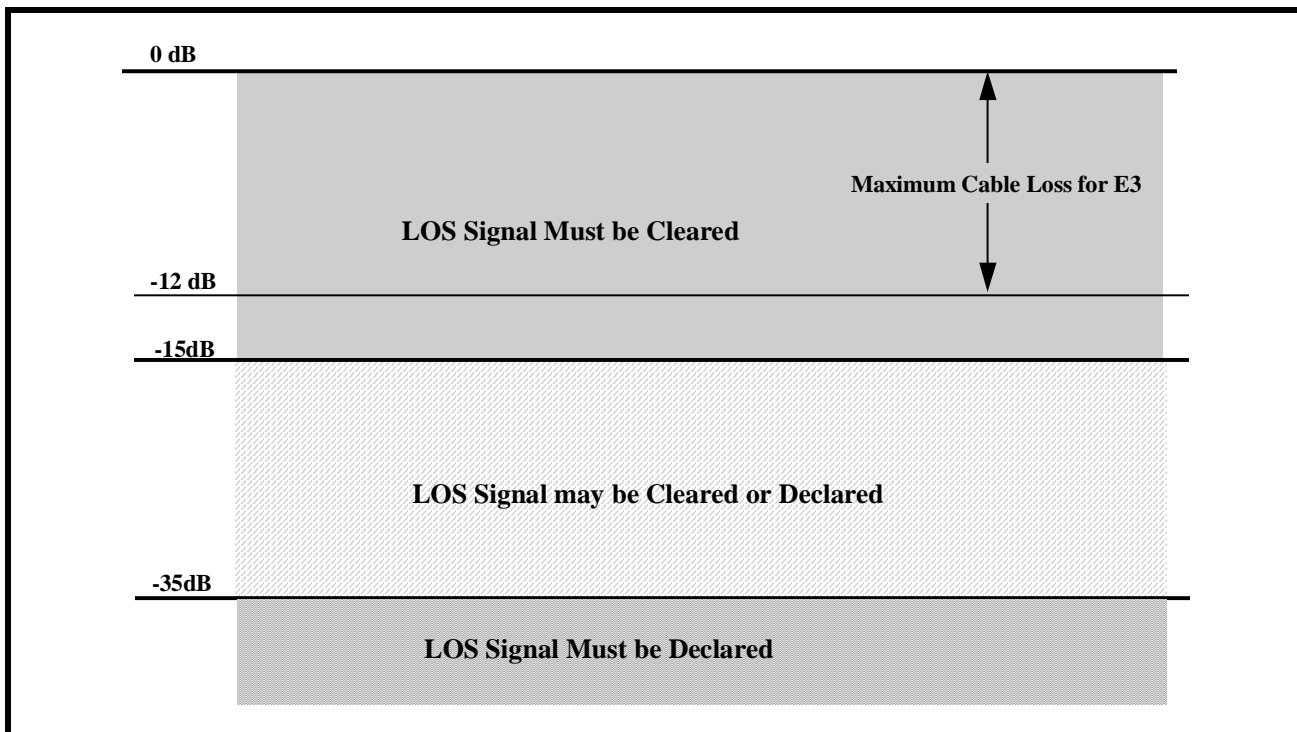 0 dB
Maximum Cable Loss for E3
LOS Signal Must be Cleared
-12 dB
-15dB
LOS Signal may be Cleared or Declared
-35dB
LOS Signal Must be Declared